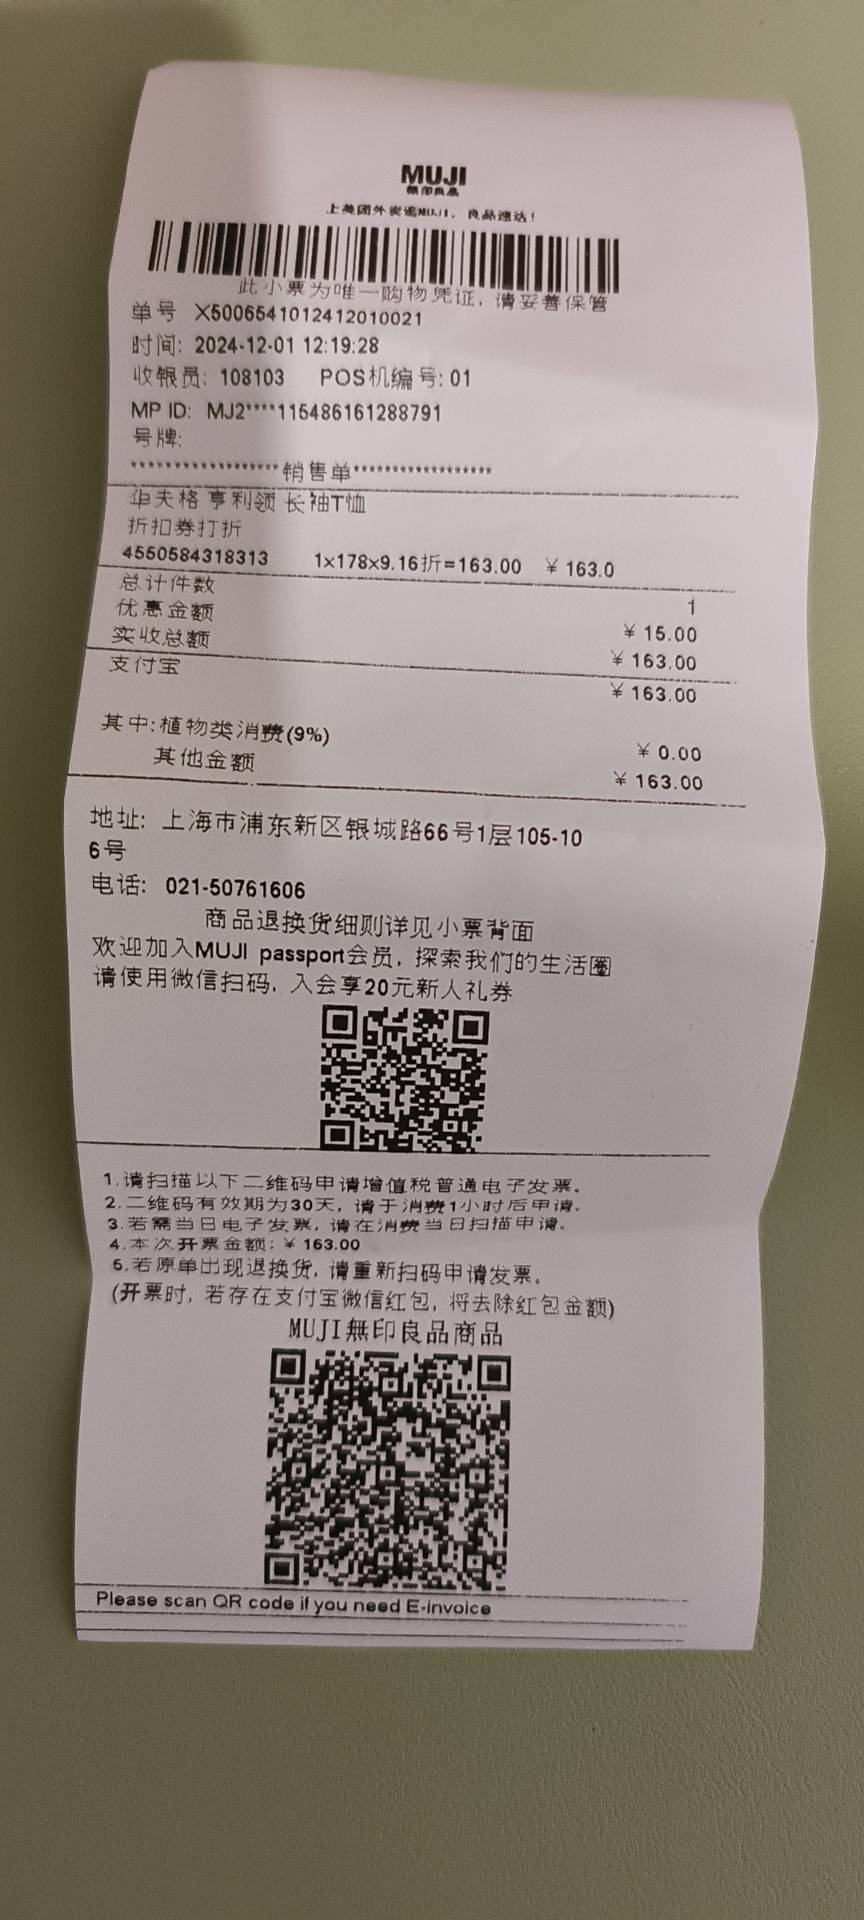 MUJI
無印良品
上美团外卖逛MUJI，良品速达！
此小票为唯一购物凭证，请妥善保管
单号 X5006541012412010021
时间: 2024-12-01 12:19:28
收银员: 108103 POS机编号: 01
MP ID: MJ2****115486161288791
号牌:
*******************销售单******************
华夫格 亨利领 长袖T恤
折扣券打折
4550584318313 1x178x9.16折=163.00 ¥ 163.0
总计件数 1
优惠金额 ¥ 15.00
实收总额 ¥ 163.00
支付宝 ¥ 163.00
其中:植物类消费(9%) ¥ 0.00
其他金额 ¥ 163.00
地址: 上海市浦东新区银城路66号1层105-10
6号
电话: 021-50761606
商品退换货细则详见小票背面
欢迎加入MUJI passport会员, 探索我们的生活圈
请使用微信扫码, 入会享20元新人礼券
1.请扫描以下二维码申请增值税普通电子发票。
2.二维码有效期为30天, 请于消费1小时后申请.
3.若需当日电子发票, 请在消费当日扫描申请.
4.本次开票金额: ¥ 163.00
5.若原单出现退换货, 请重新扫码申请发票。
(开票时, 若存在支付宝微信红包, 将去除红包金额)
MUJI無印良品商品
Please scan QR code if you need E-invoice